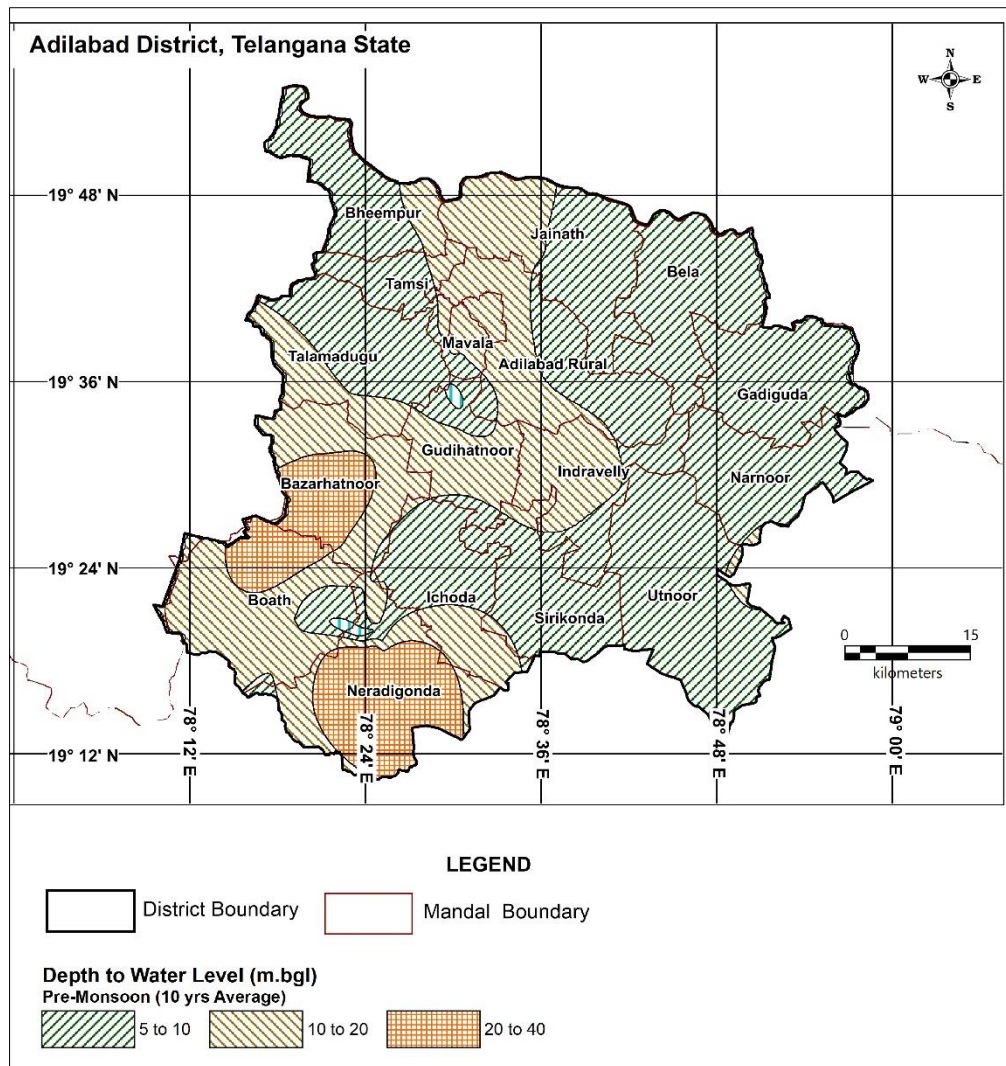 Adilabad District, Telangana State
N
W E
S
19° 48' N
Bheempur
Jainath
Bela
Tamsi
Mavala
Talamadugu
Adilabad Rural
19° 36' N
Gadiguda
Gudihatnoor
Indravelly
Narnoor
Bazarhatnoor
19° 24' N
Boath
Ichoda
Utnoor
Sirikonda
0 15
kilometers
Neradigonda
19° 12' N
78° 12' E
78° 24' E
78° 36' E
78° 48' E
79° 00' E
LEGEND
District Boundary
Mandal Boundary
Depth to Water Level (m.bgl)
Pre-Monsoon (10 yrs Average)
5 to 10
10 to 20
20 to 40